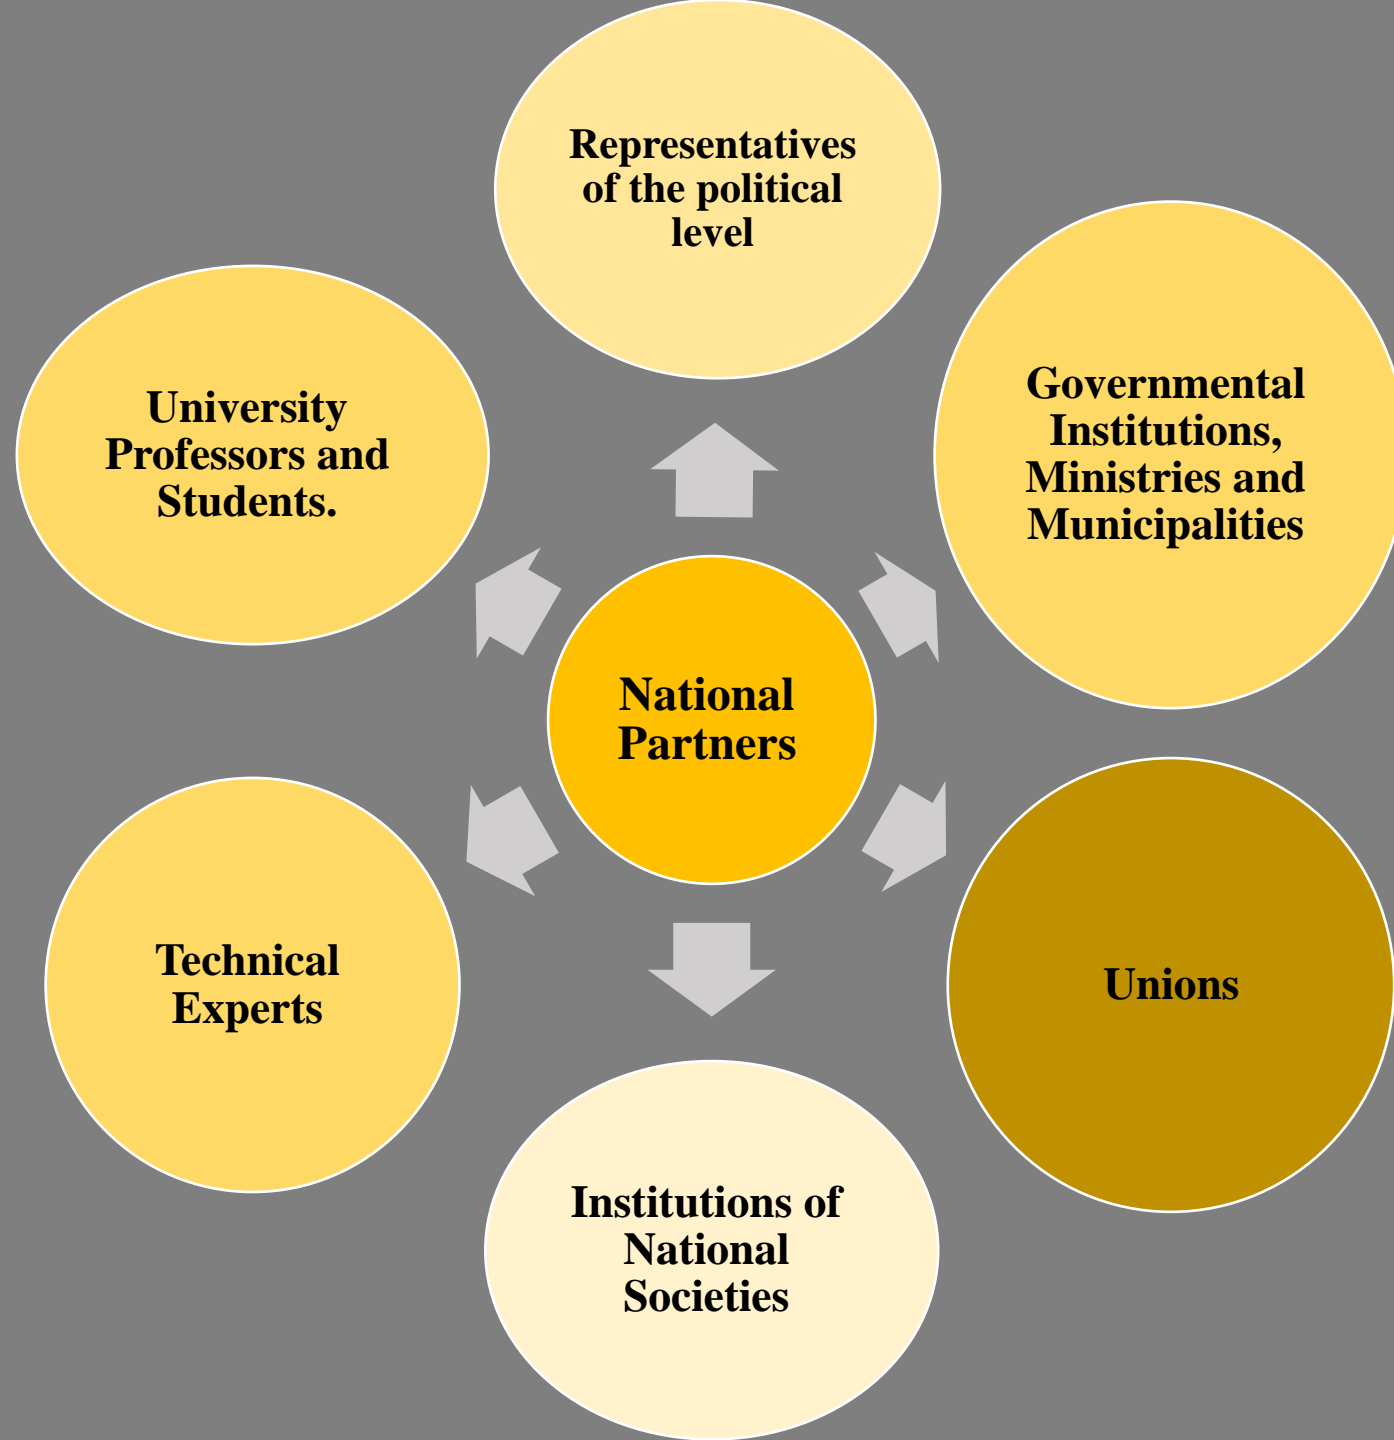 Representatives
of the political
level
Governmental
Institutions,
Ministries and
Municipalities
University
Professors and
Students.
National
Partners
Technical
Experts
Unions
Institutions of
National
Societies